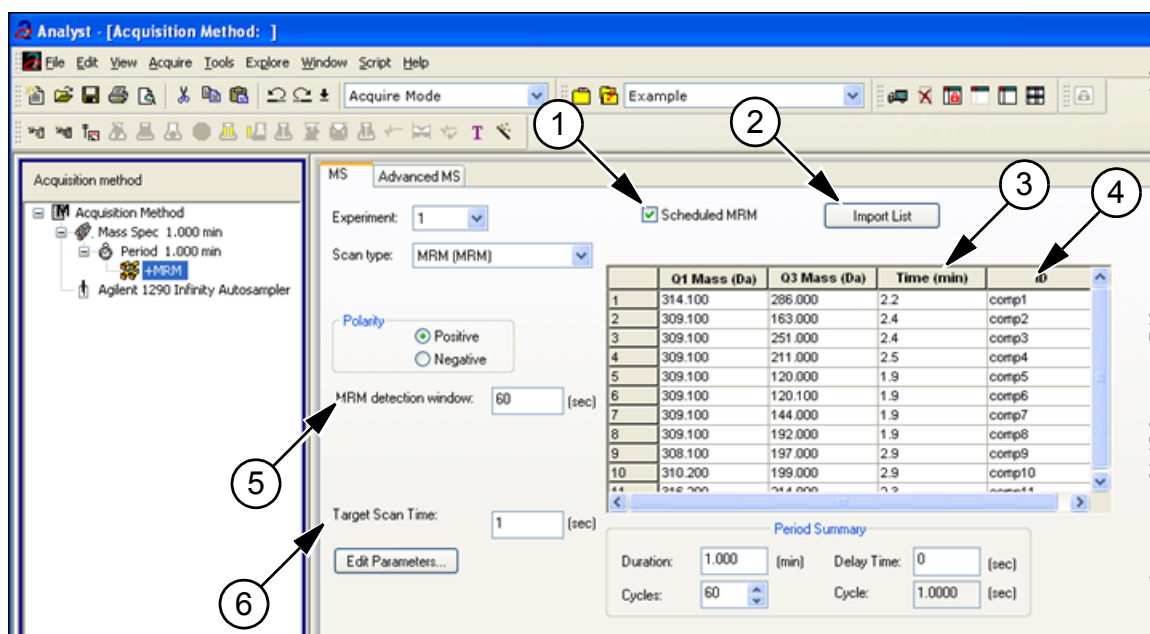 Analyst - [Acquisition Method: ]
File Edit View Acquire Tools Explore Window Script Help
Acquire Mode Example
T
1 2 3 4
Acquisition method
Acquisition Method
Mass Spec 1.000 min
Period 1.000 min
+MRM
Agilent 1290 Infinity Autosampler
MS Advanced MS
Experiment: 1 Scheduled MRM Import List
Scan type: MRM (MRM)
Polarity
Positive
Negative
MRM detection window: 60 (sec)
5
Target Scan Time: 1 (sec)
Edit Parameters...
6
Q1 Mass (Da) Q3 Mass (Da) Time (min) ID
1 314.100 286.000 2.2 comp1
2 309.100 163.000 2.4 comp2
3 309.100 251.000 2.4 comp3
4 309.100 211.000 2.5 comp4
5 309.100 120.000 1.9 comp5
6 309.100 120.100 1.9 comp6
7 309.100 144.000 1.9 comp7
8 309.100 192.000 1.9 comp8
9 308.100 197.000 2.9 comp9
10 310.200 199.000 2.9 comp10
11 316.200 214.000 2.3 comp11
Period Summary
Duration: 1.000 (min) Delay Time: 0 (sec)
Cycles: 60 Cycle: 1.0000 (sec)